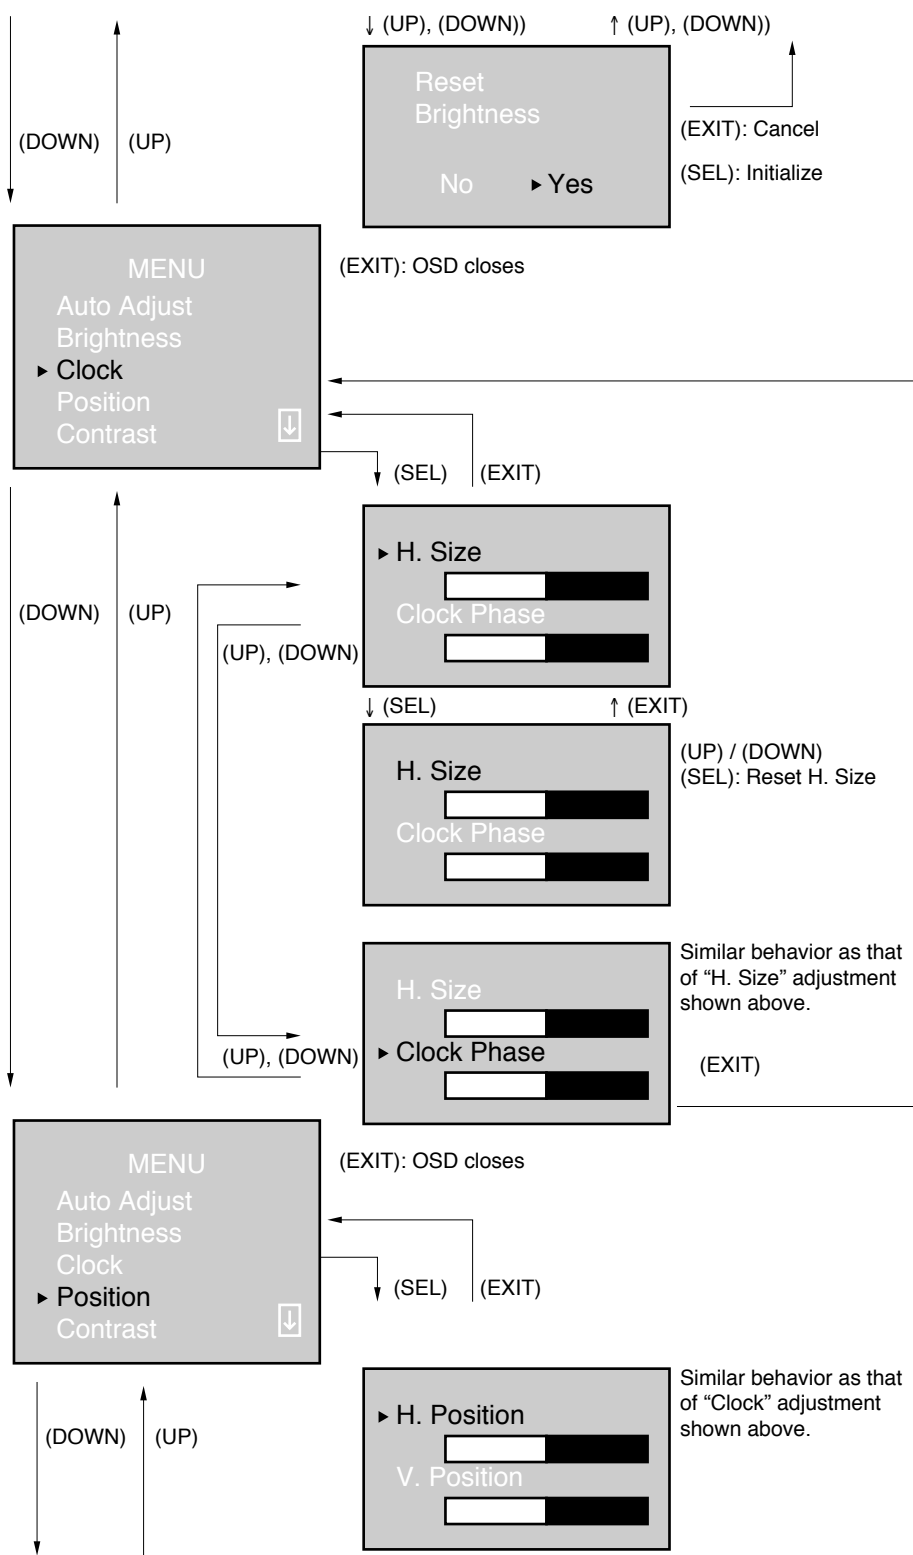 ↓ (UP), (DOWN)) ↑ (UP), (DOWN))
Reset
Brightness
No ▸ Yes
(EXIT): Cancel
(SEL): Initialize
(DOWN) (UP)
MENU
Auto Adjust
Brightness
▸ Clock
Position
Contrast ↓
(EXIT): OSD closes
(SEL) (EXIT)
(DOWN) (UP)
▸ H. Size
Clock Phase
(UP), (DOWN)
↓ (SEL) ↑ (EXIT)
H. Size
Clock Phase
(UP) / (DOWN)
(SEL): Reset H. Size
H. Size
▸ Clock Phase
(UP), (DOWN)
Similar behavior as that
of “H. Size” adjustment
shown above.
(EXIT)
MENU
Auto Adjust
Brightness
Clock
▸ Position
Contrast ↓
(EXIT): OSD closes
(SEL) (EXIT)
(DOWN) (UP)
▸ H. Position
V. Position
Similar behavior as that
of “Clock” adjustment
shown above.